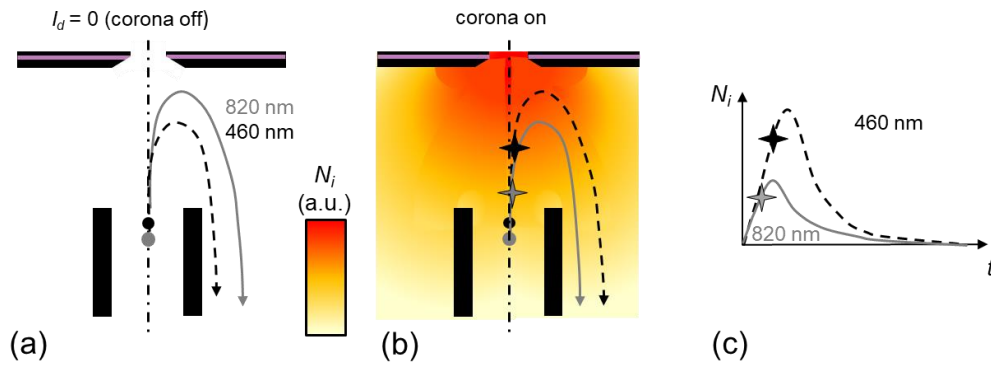 I_d = 0 (corona off)
820 nm
460 nm
N_i
(a.u.)
(a)
corona on
(b)
N_i
460 nm
820 nm
t
(c)